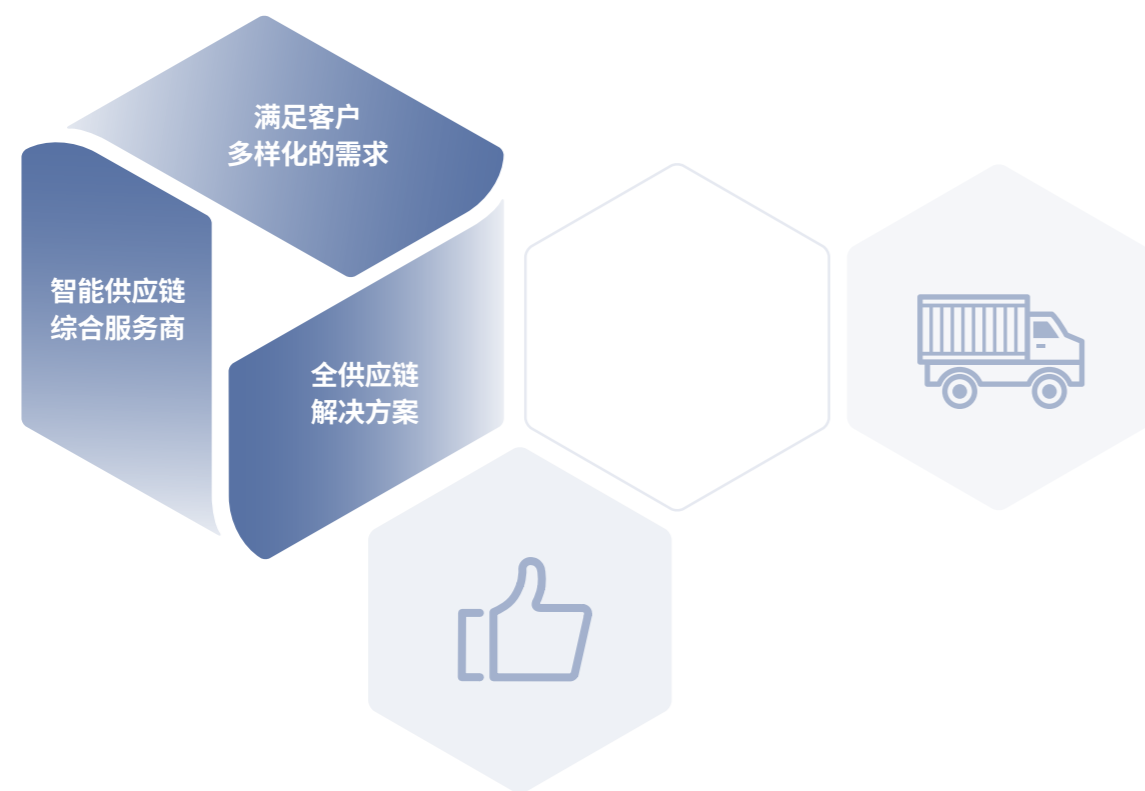 满足客户
多样化的需求
智能供应链
综合服务商
全供应链
解决方案